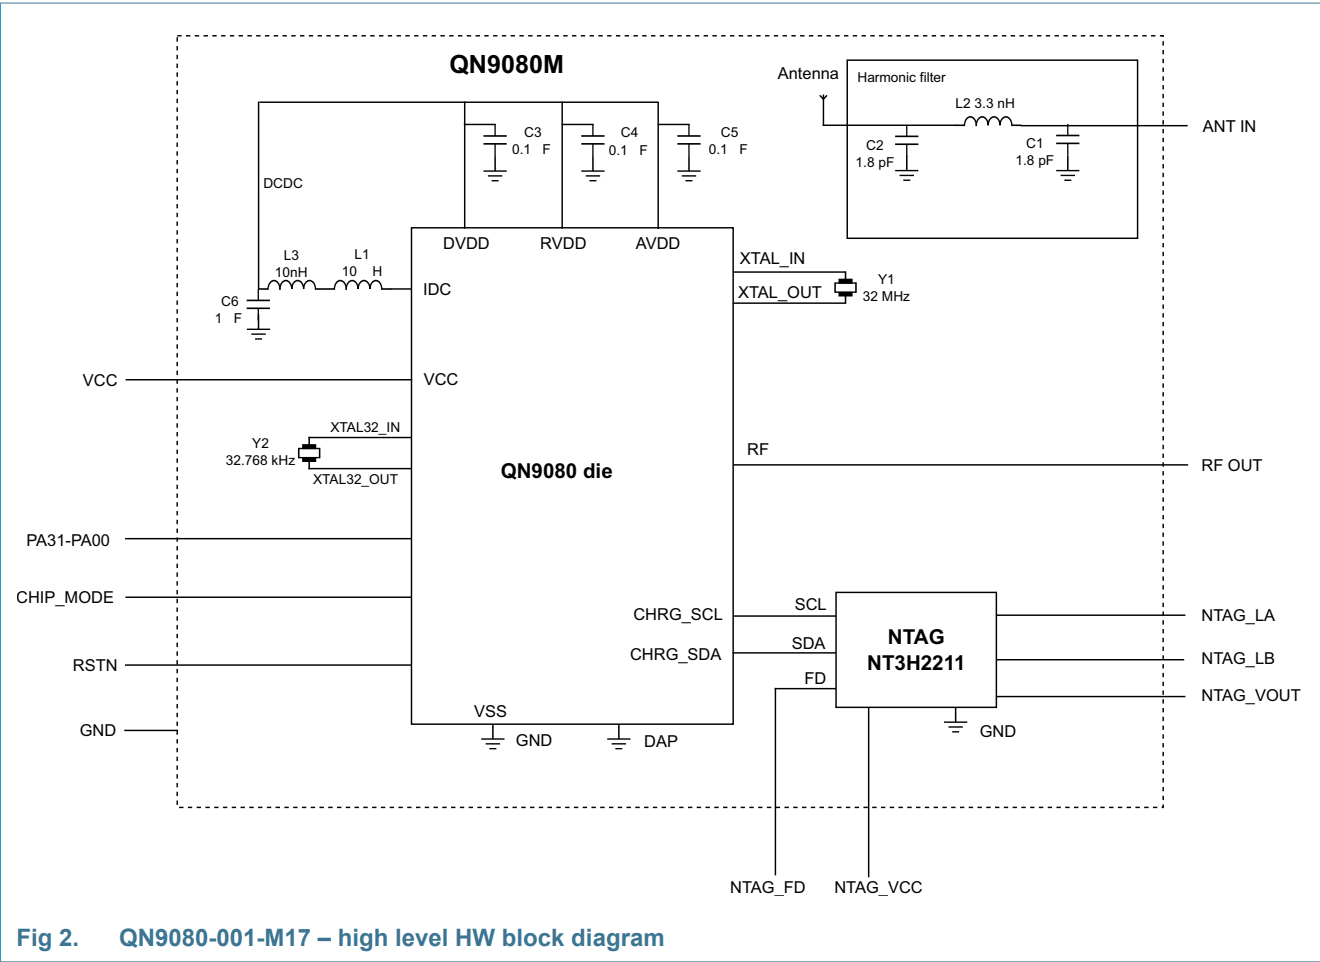 QN9080M
Antenna
Harmonic filter
L2 3.3 nH
C2
1.8 pF
C1
1.8 pF
ANT IN
C3
0.1 F
C4
0.1 F
C5
0.1 F
DCDC
DVDD
RVDD
AVDD
L3
10nH
L1
10 H
IDC
C6
1 F
XTAL_IN
XTAL_OUT
Y1
32 MHz
VCC
VCC
XTAL32_IN
Y2
32.768 kHz
XTAL32_OUT
QN9080 die
RF
RF OUT
PA31-PA00
CHIP_MODE
RSTN
GND
CHRG_SCL
CHRG_SDA
SCL
SDA
FD
NTAG
NT3H2211
NTAG_LA
NTAG_LB
NTAG_VOUT
VSS
GND
DAP
GND
NTAG_FD
NTAG_VCC
Fig 2. QN9080-001-M17 – high level HW block diagram